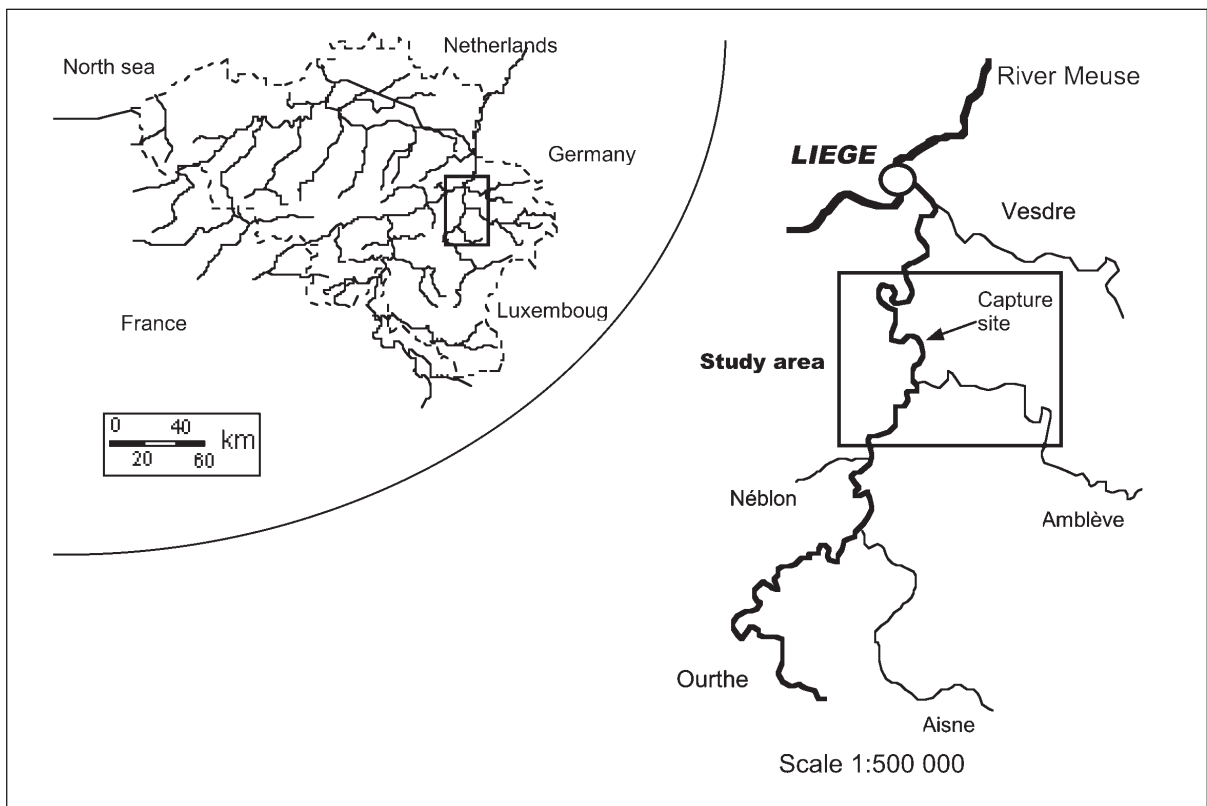 North sea
Netherlands
Germany
France
Luxemboug
0 40
km
20 60
River Meuse
LIEGE
Vesdre
Capture
site
Study area
Néblon
Amblève
Ourthe
Aisne
Scale 1:500 000